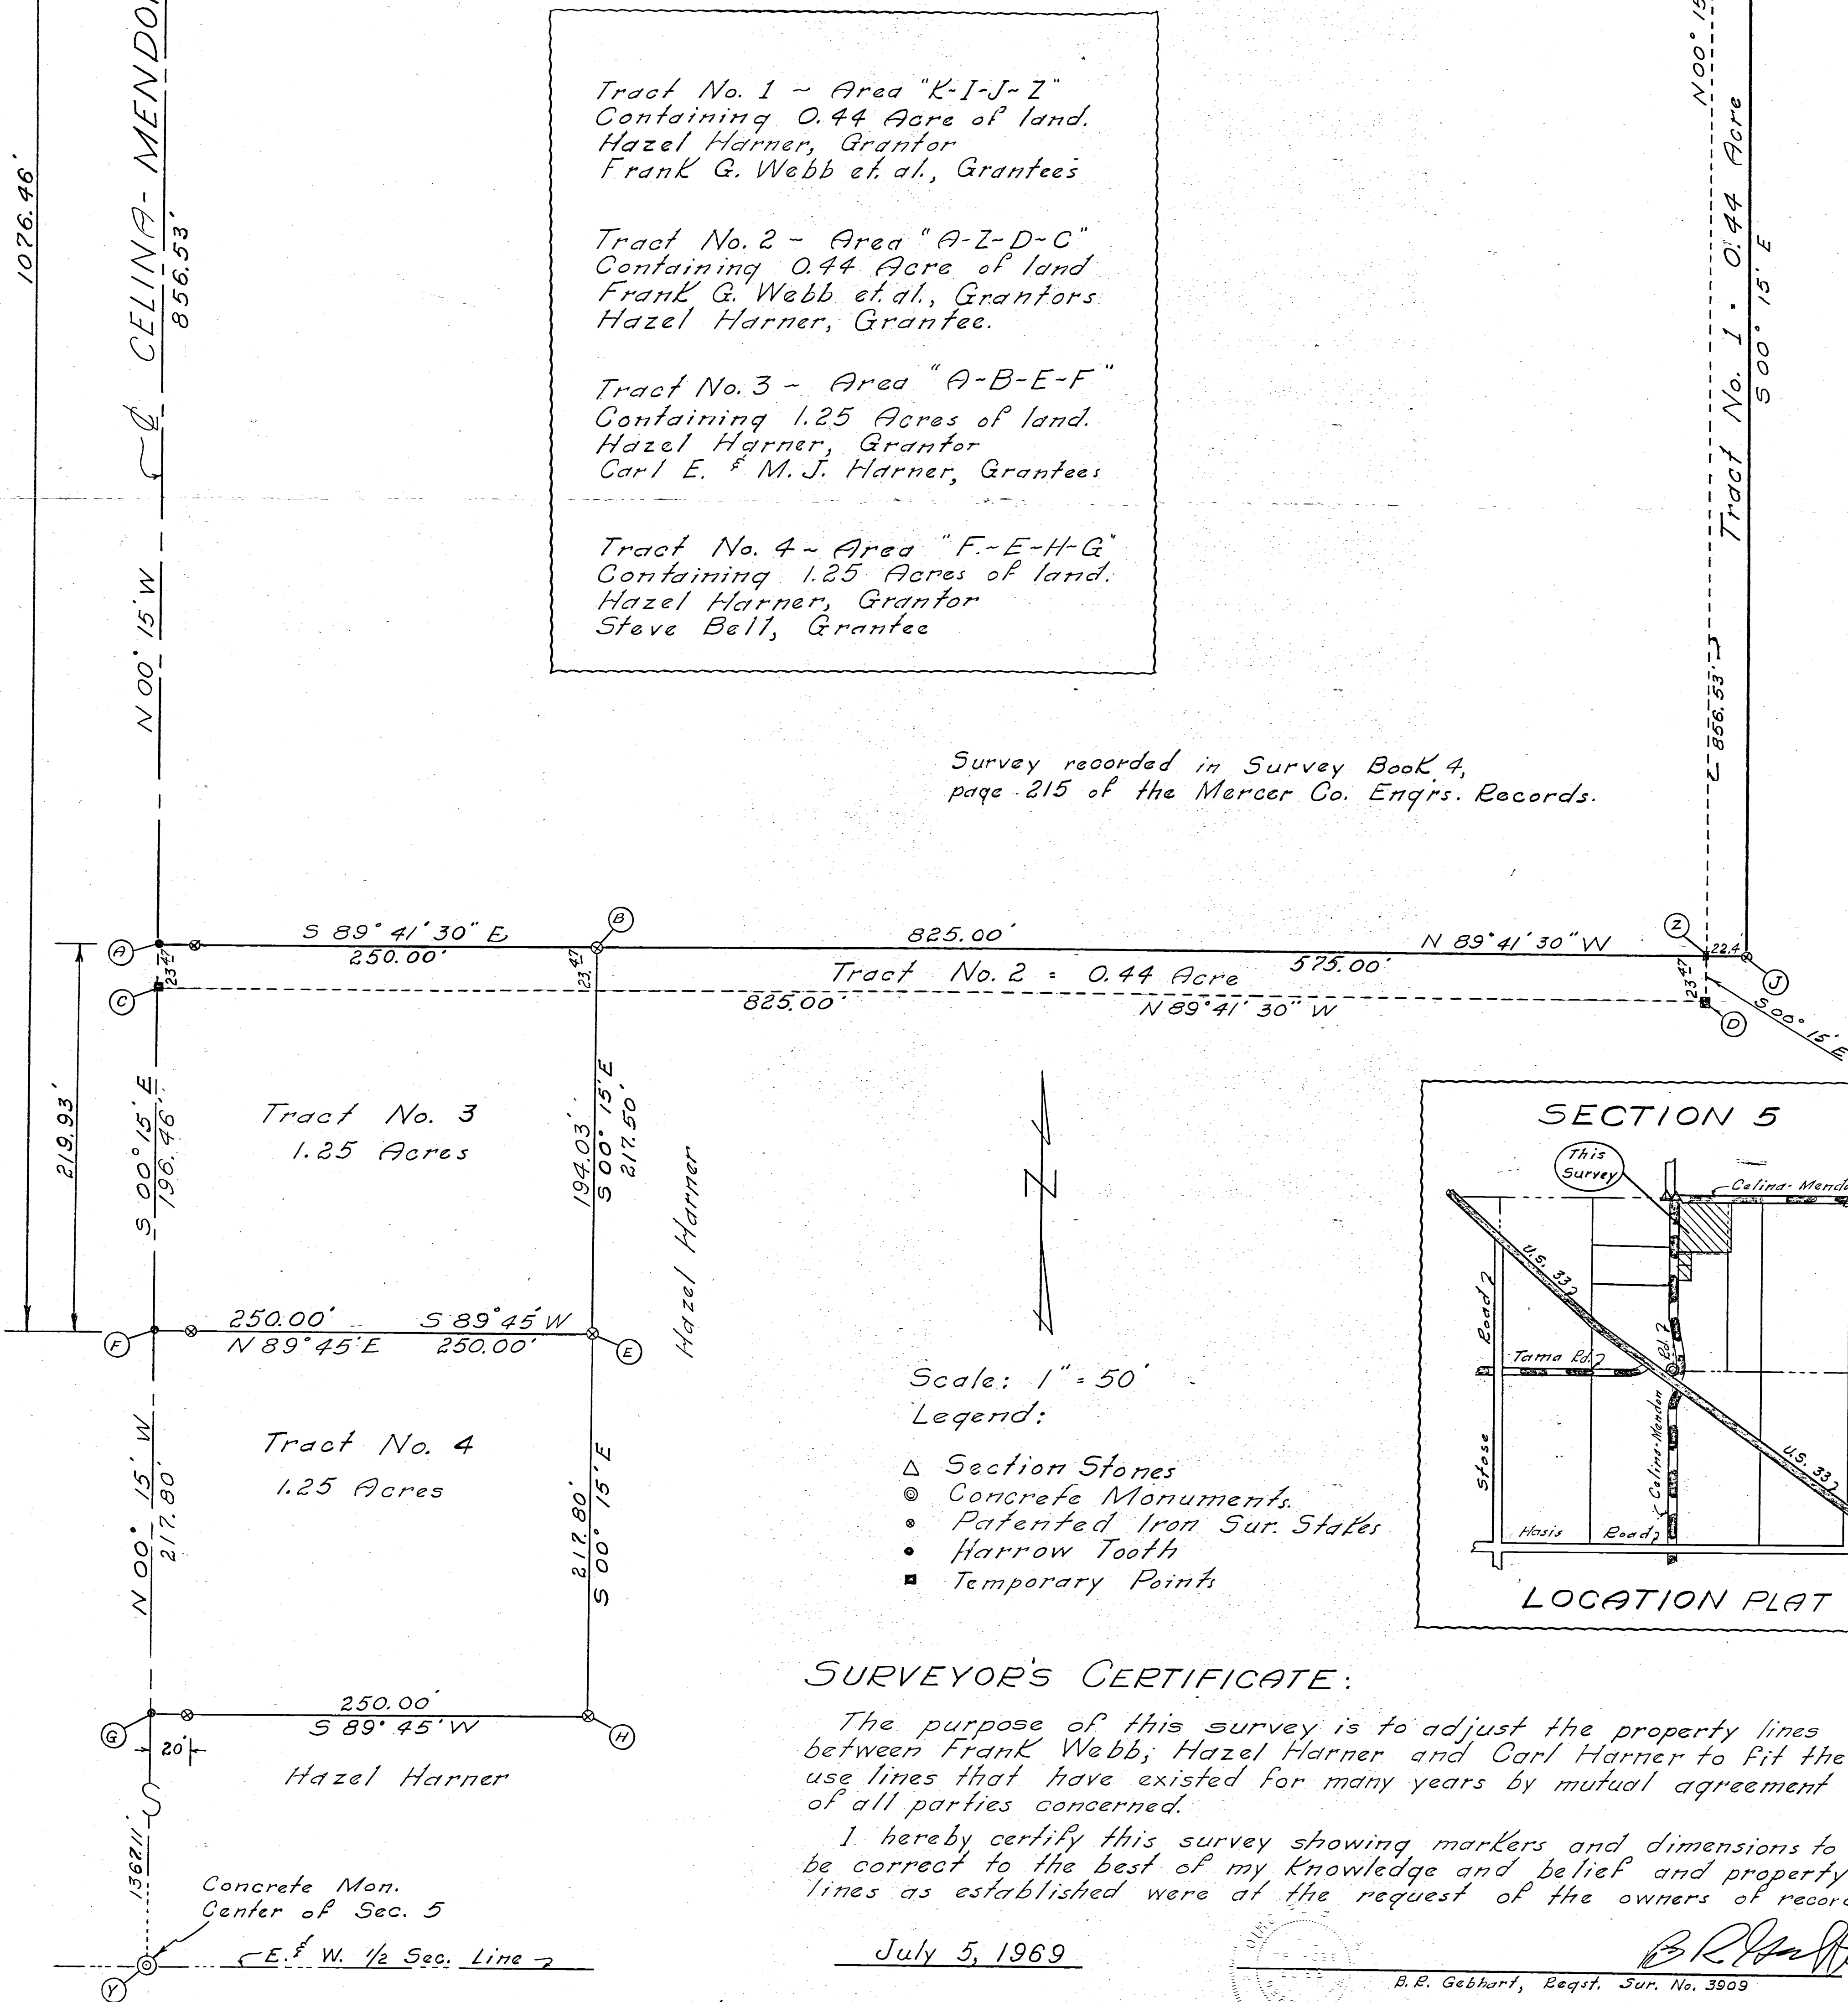 1076.46'
℄ CELINA- MENDO
856.53'
N 00° 15' W
Tract No. 1 ~ Area "K-I-J-Z"
Containing 0.44 Acre of land.
Hazel Harner, Grantor
Frank G. Webb et. al., Grantees
Tract No. 2 - Area "A-Z-D-C"
Containing 0.44 Acre of land
Frank G. Webb et. al., Grantors
Hazel Harner, Grantee.
Tract No. 3 - Area "A-B-E-F"
Containing 1.25 Acres of land.
Hazel Harner, Grantor
Carl E. & M. J. Harner, Grantees
Tract No. 4 ~ Area "F.-E-H-G"
Containing 1.25 Acres of land.
Hazel Harner, Grantor
Steve Bell, Grantee
N 00° 15
Tract No. 1 = 0.44 Acre
S 00° 15' E
856.53'
Survey recorded in Survey Book 4,
page 215 of the Mercer Co. Engrs. Records.
A
S 89° 41' 30" E
250.00'
B
825.00'
575.00'
N 89° 41' 30" W
Z
22.4'
J
C
23.47
23.47
Tract No. 2 = 0.44 Acre
825.00'
N 89° 41' 30" W
23.47
D
S 00° 15' E
219.93'
S 00° 15' E
196.46'
Tract No. 3
1.25 Acres
194.03'
S 00° 15' E
217.50'
Hazel Harner
N
F
250.00' S 89° 45' W
N 89° 45' E 250.00'
E
N 00° 15' W
217.80'
Tract No. 4
1.25 Acres
217.80'
S 00° 15' E
G
250.00'
S 89° 45' W
H
20'
Hazel Harner
1367.11'
Concrete Mon.
Center of Sec. 5
E. & W. 1/2 Sec. Line
Y
Scale: 1" = 50'
Legend:
Section Stones
Concrete Monuments.
Patented Iron Sur. Stakes
Harrow Tooth
Temporary Points
SECTION 5
This
Survey
Celina- Mendo
U.S. 33
Road
Tama Rd.
Rd.
Stose
Celina-Mendon
U.S. 33
Hasis Road
LOCATION PLAT
SURVEYOR'S CERTIFICATE:
The purpose of this survey is to adjust the property lines
between Frank Webb; Hazel Harner and Carl Harner to fit the
use lines that have existed for many years by mutual agreement
of all parties concerned.
I hereby certify this survey showing markers and dimensions to
be correct to the best of my knowledge and belief and property
lines as established were at the request of the owners of recor
July 5, 1969
B.R. Gebhart, Regst. Sur. No. 3909